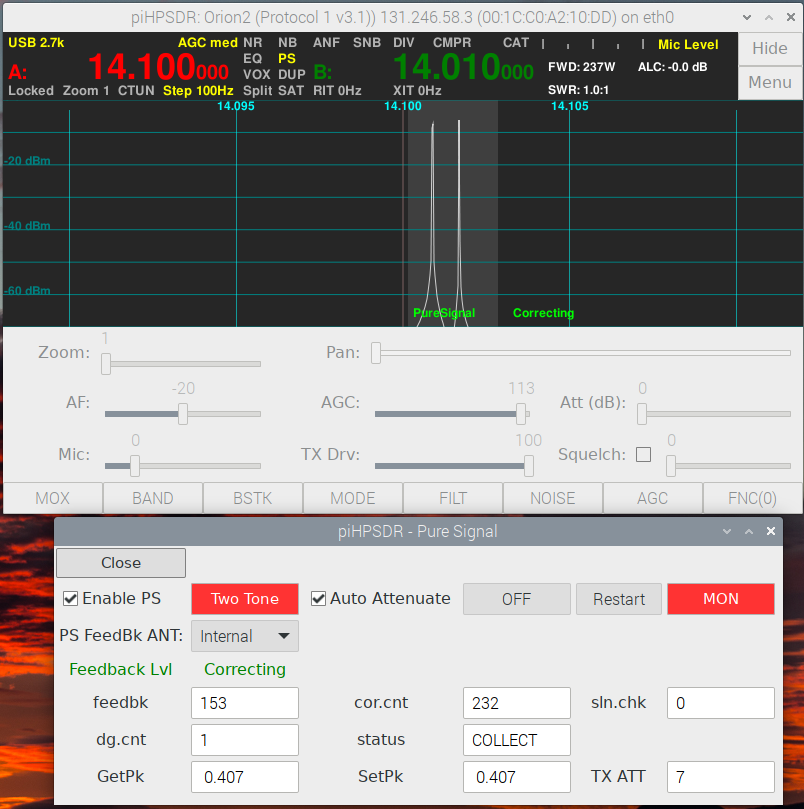 piHPSDR: Orion2 (Protocol 1 v3.1)) 131.246.58.3 (00:1C:C0:A2:10:DD) on eth0
USB 2.7k AGC med NR NB ANF SNB DIV CMPR CAT Mic Level Hide
A: 14.100000 EQ PS B: 14.010000 FWD: 237W ALC: -0.0 dB
VOX DUP
Locked Zoom 1 CTUN Step 100Hz Split SAT RIT 0Hz XIT 0Hz SWR: 1.0:1 Menu
14.095 14.100 14.105
-20 dBm
-40 dBm
-60 dBm
PureSignal Correcting
Zoom: 1 Pan:
AF: -20 AGC: 113 Att (dB): 0
Mic: 0 TX Drv: 100 Squelch: 0
MOX BAND BSTK MODE FILT NOISE AGC FNC(0)
piHPSDR - Pure Signal
Close
Enable PS Two Tone Auto Attenuate OFF Restart MON
PS FeedBk ANT: Internal
Feedback Lvl Correcting
feedbk 153 cor.cnt 232 sln.chk 0
dg.cnt 1 status COLLECT
GetPk 0.407 SetPk 0.407 TX ATT 7